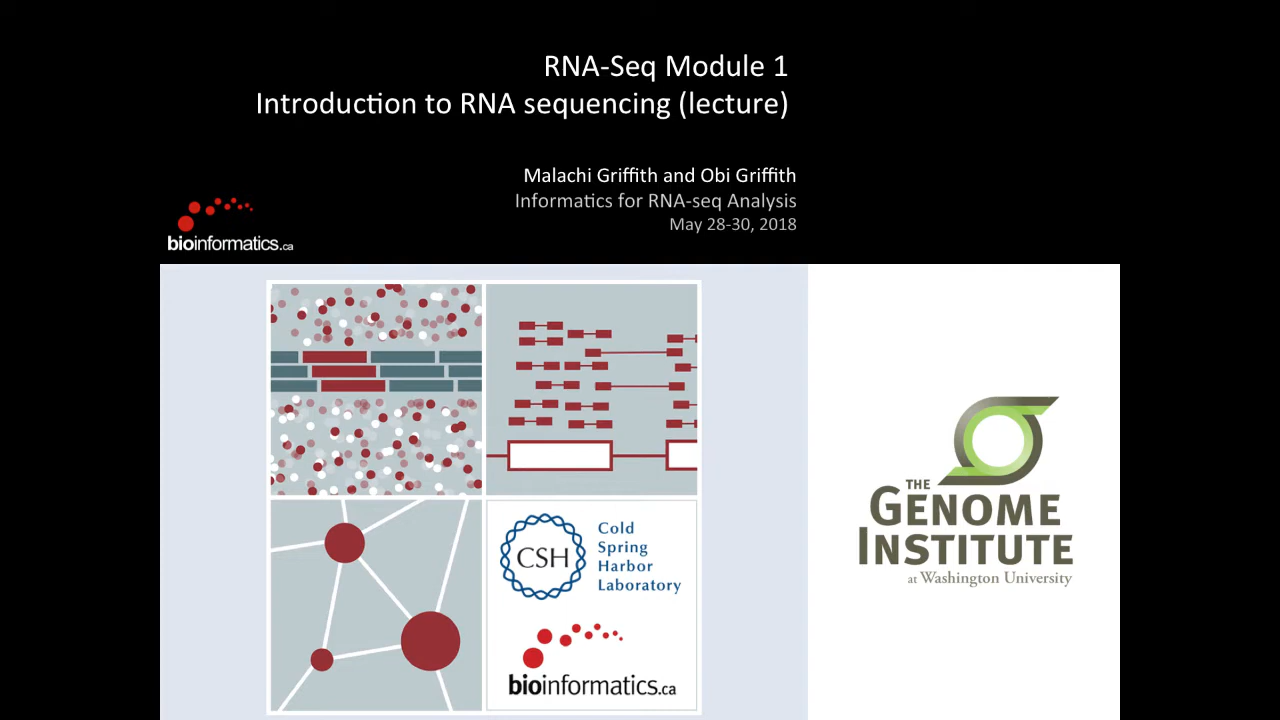 RNA-Seq Module 1
Introduction to RNA sequencing (lecture)
Malachi Griffith and Obi Griffith
Informatics for RNA-seq Analysis
May 28-30, 2018
bioinformatics.ca
CSH
Cold
Spring
Harbor
Laboratory
bioinformatics.ca
THE
GENOME
INSTITUTE
at Washington University